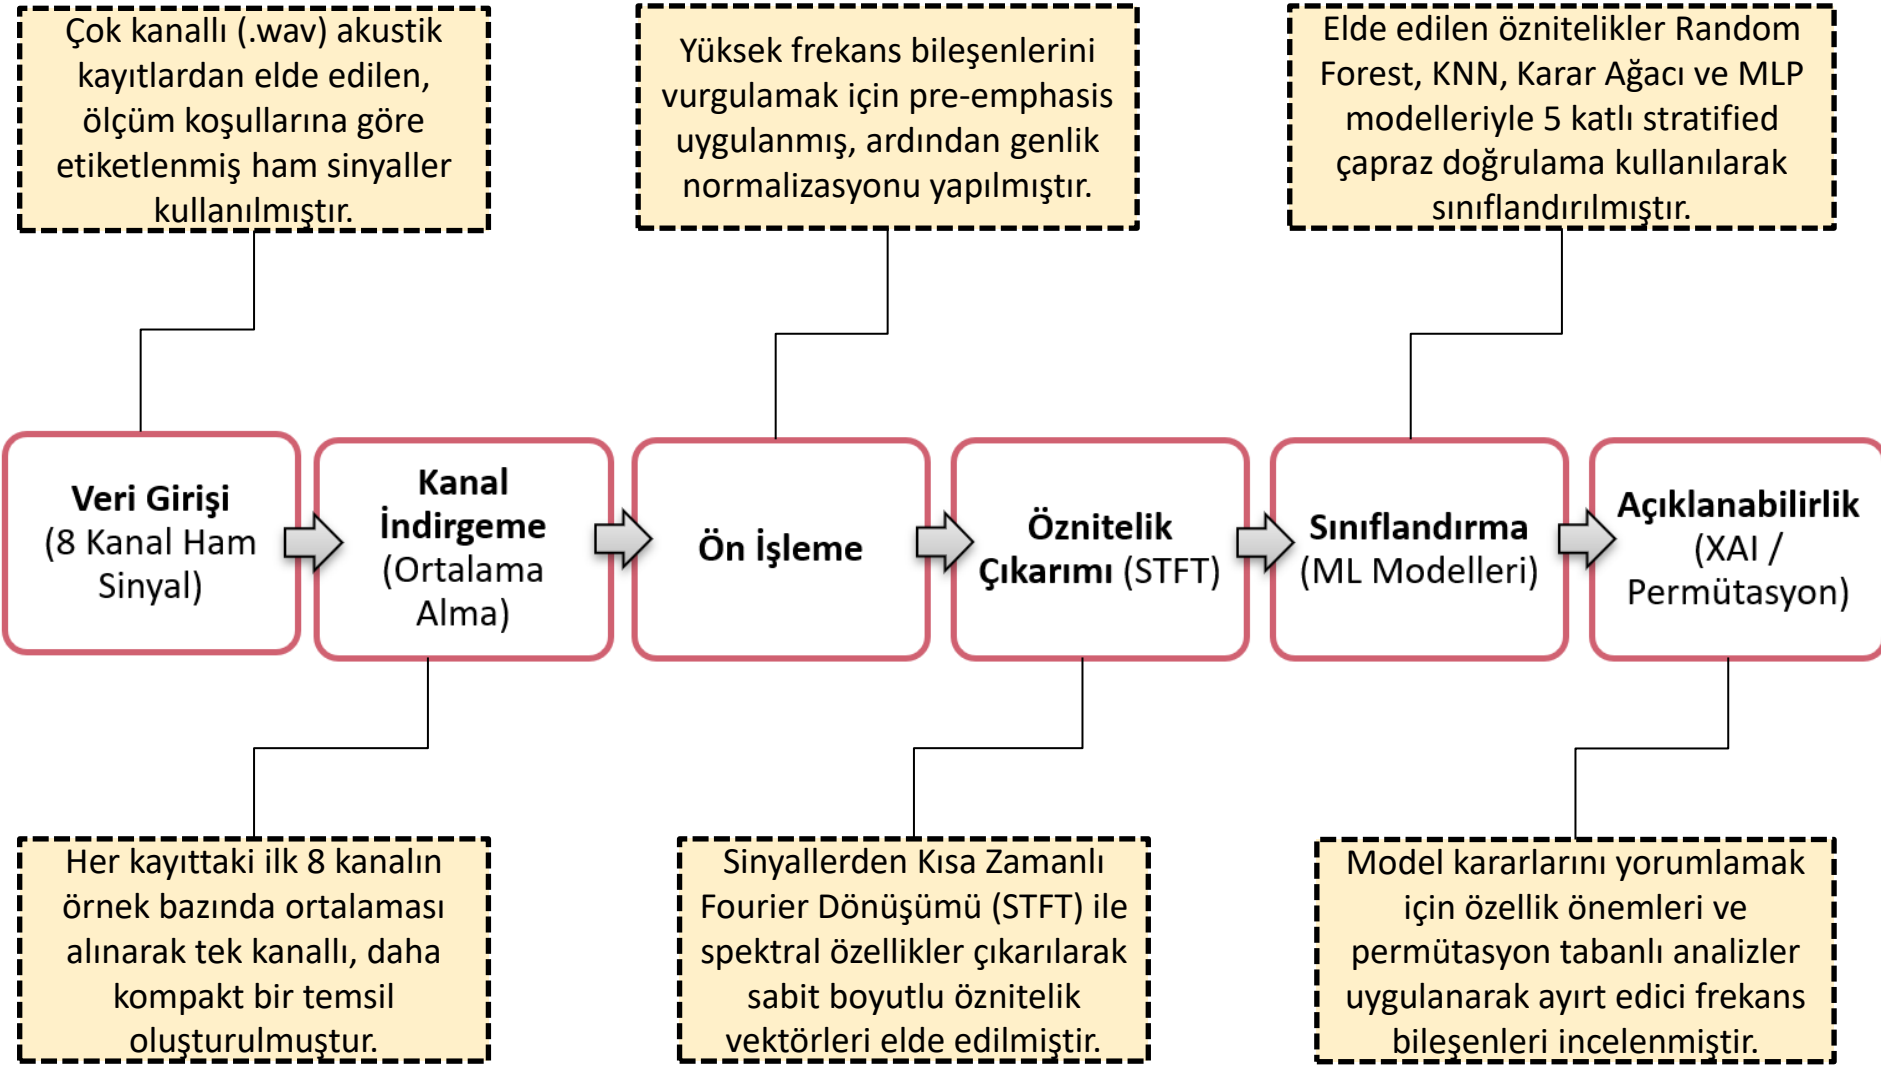 Çok kanallı (.wav) akustik
kayıtlardan elde edilen,
ölçüm koşullarına göre
etiketlenmiş ham sinyaller
kullanılmıştır.
Yüksek frekans bileşenlerini
vurgulamak için pre-emphasis
uygulanmış, ardından genlik
normalizasyonu yapılmıştır.
Elde edilen öznitelikler Random
Forest, KNN, Karar Ağacı ve MLP
modelleriyle 5 katlı stratified
çapraz doğrulama kullanılarak
sınıflandırılmıştır.
Veri Girişi
(8 Kanal Ham
Sinyal)
Kanal
İndirgeme
(Ortalama
Alma)
Ön İşleme
Öznitelik
Çıkarımı (STFT)
Sınıflandırma
(ML Modelleri)
Açıklanabilirlik
(XAI /
Permütasyon)
Her kayıttaki ilk 8 kanalın
örnek bazında ortalaması
alınarak tek kanallı, daha
kompakt bir temsil
oluşturulmuştur.
Sinyallerden Kısa Zamanlı
Fourier Dönüşümü (STFT) ile
spektral özellikler çıkarılarak
sabit boyutlu öznitelik
vektörleri elde edilmiştir.
Model kararlarını yorumlamak
için özellik önemleri ve
permütasyon tabanlı analizler
uygulanarak ayırt edici frekans
bileşenleri incelenmiştir.